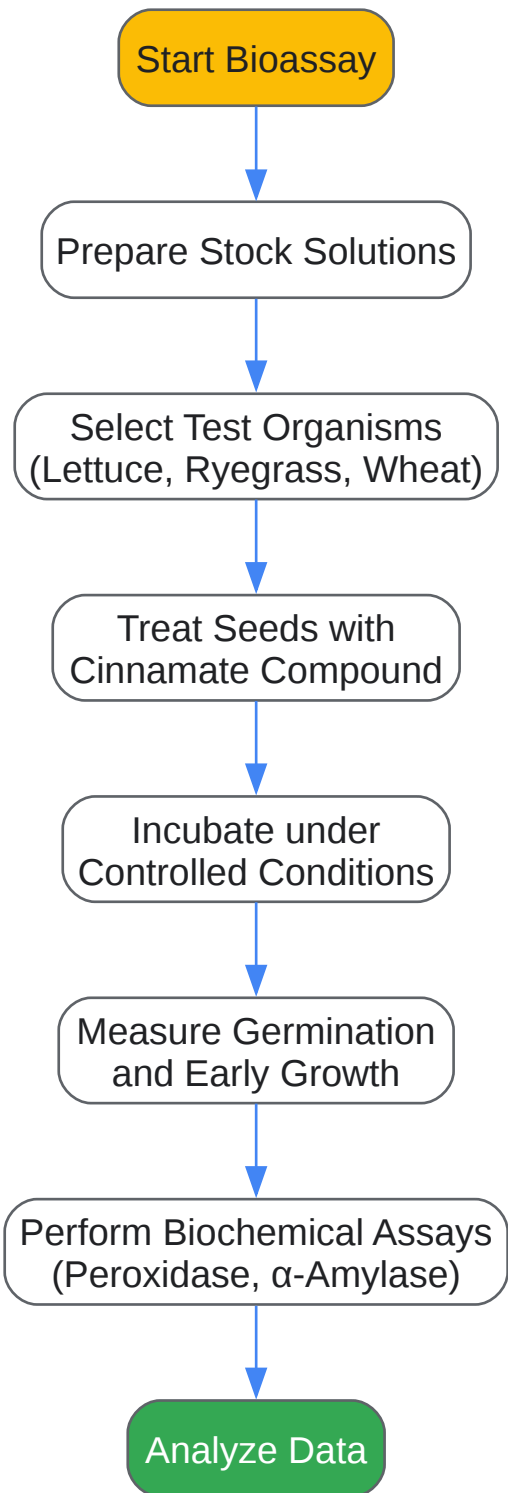 Start Bioassay
Prepare Stock Solutions
Select Test Organisms
(Lettuce, Ryegrass, Wheat)
Treat Seeds with
Cinnamate Compound
Incubate under
Controlled Conditions
Measure Germination
and Early Growth
Perform Biochemical Assays
(Peroxidase, α-Amylase)
Analyze Data